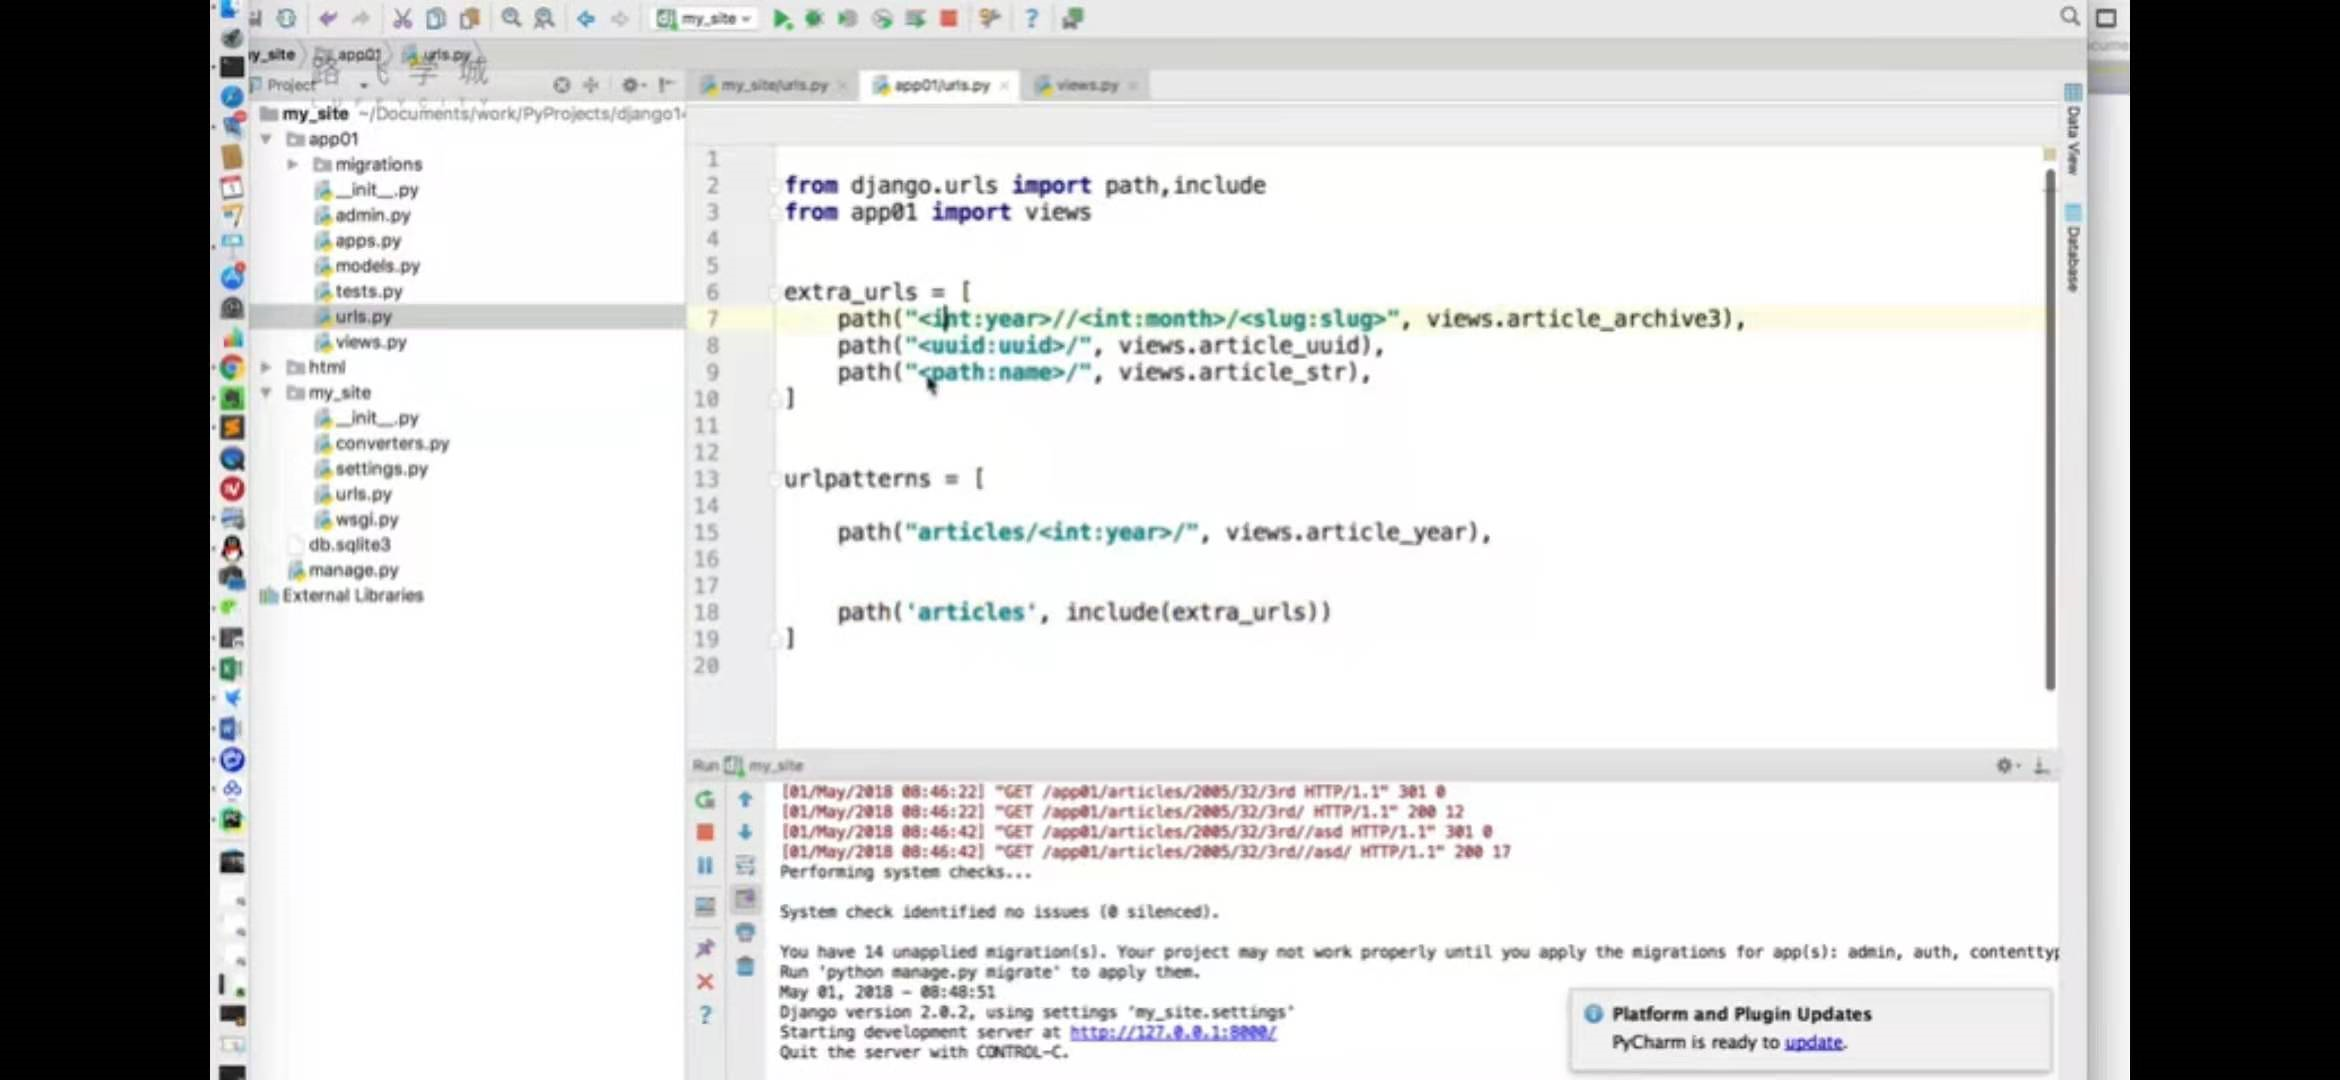 my_site
y_site
app01
urls.py
路飞学城
Project
my_site/urls.py
app01/urls.py
views.py
my_site ~/Documents/work/PyProjects/django1
app01
migrations
__init__.py
admin.py
apps.py
models.py
tests.py
urls.py
views.py
html
my_site
__init__.py
converters.py
settings.py
urls.py
wsgi.py
db.sqlite3
manage.py
External Libraries
1
2 from django.urls import path,include
3 from app01 import views
4
5
6 extra_urls = [
7 path("<int:year>//<int:month>/<slug:slug>", views.article_archive3),
8 path("<uuid:uuid>/", views.article_uuid),
9 path("<path:name>/", views.article_str),
10 ]
11
12
13 urlpatterns = [
14
15 path("articles/<int:year>/", views.article_year),
16
17
18 path('articles', include(extra_urls))
19 ]
20
Data View
Database
Run my_site
[01/May/2018 08:46:22] "GET /app01/articles/2005/32/3rd HTTP/1.1" 301 0
[01/May/2018 08:46:22] "GET /app01/articles/2005/32/3rd/ HTTP/1.1" 200 12
[01/May/2018 08:46:42] "GET /app01/articles/2005/32/3rd//asd HTTP/1.1" 301 0
[01/May/2018 08:46:42] "GET /app01/articles/2005/32/3rd//asd/ HTTP/1.1" 200 17
Performing system checks...
System check identified no issues (0 silenced).
You have 14 unapplied migration(s). Your project may not work properly until you apply the migrations for app(s): admin, auth, contenttyp
Run 'python manage.py migrate' to apply them.
May 01, 2018 - 08:48:51
Django version 2.0.2, using settings 'my_site.settings'
Starting development server at http://127.0.0.1:8000/
Quit the server with CONTROL-C.
Platform and Plugin Updates
PyCharm is ready to update.